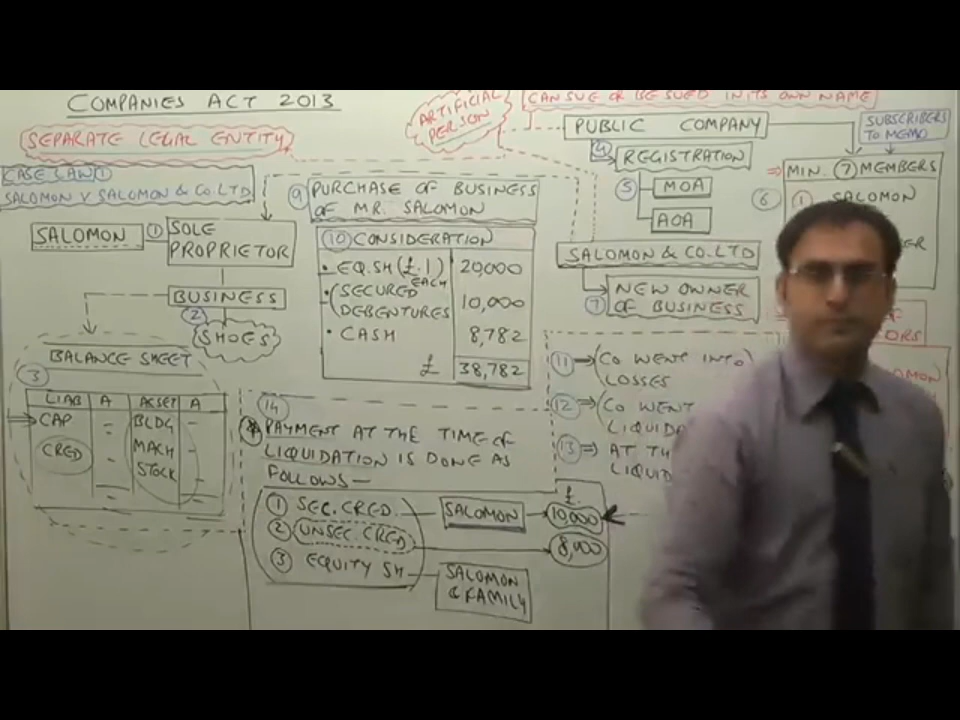 COMPANIES ACT 2013
SEPARATE LEGAL ENTITY
CASE LAW ①
SALOMON V. SALOMON & CO. LTD
SALOMON
① SOLE
PROPRIETOR
BUSINESS
②
SHOES
BALANCE SHEET
③
LIAB A ASSET A
CAP BLDG
CRED MACH
STOCK
ARTIFICIAL
PERSON
CAN SUE OR BE SUED IN ITS OWN NAME
PUBLIC COMPANY
SUBSCRIBERS
TO MEMO
④ REGISTRATION
⑤ MOA
AOA
MIN. ⑦ MEMBERS
⑥ ① SALOMON
SALOMON & CO. LTD
⑦ NEW OWNER
OF BUSINESS
⑨ PURCHASE OF BUSINESS
OF MR. SALOMON
⑩ CONSIDERATION
• EQ.SH (£.1) 20,000
EACH
• SECURED 10,000
DEBENTURES
• CASH 8,782
£ 38,782
⑪ ⇒ CO WENT INTO
LOSSES
⑫ ⇒ CO WENT
⑬ ⇒ AT
⑭
* PAYMENT AT THE TIME OF
LIQUIDATION IS DONE AS
FOLLOWS —
£.
① SEC. CRED. SALOMON 10,000
② UNSEC. CRED 8,000
③ EQUITY SH SALOMON
& FAMILY